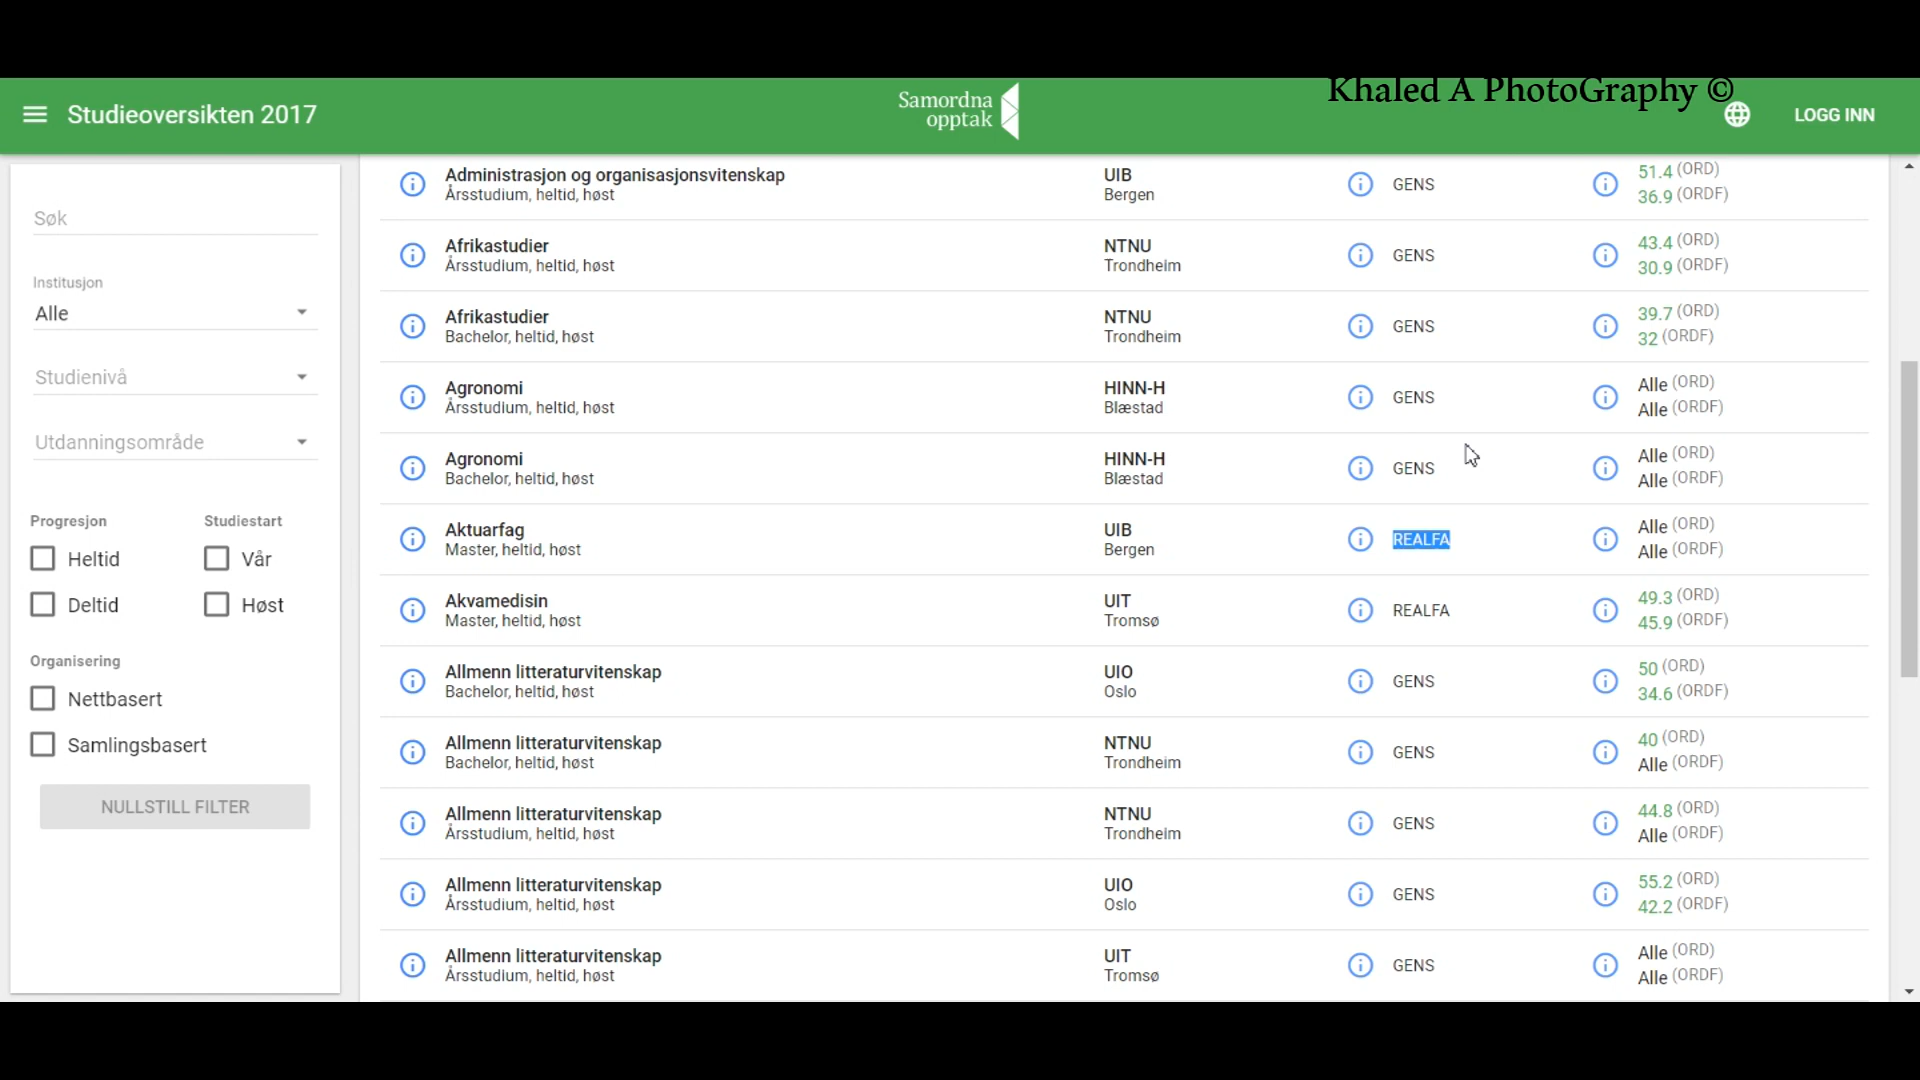 Khaled A PhotoGraphy ©
Studieoversikten 2017
Samordna
opptak
LOGG INN
Søk
Institusjon
Alle
Studienivå
Utdanningsområde
Progresjon
Studiestart
Heltid
Vår
Deltid
Høst
Organisering
Nettbasert
Samlingsbasert
NULLSTILL FILTER
Administrasjon og organisasjonsvitenskap
Årsstudium, heltid, høst
UIB
Bergen
GENS
51.4 (ORD)
36.9 (ORDF)
Afrikastudier
Årsstudium, heltid, høst
NTNU
Trondheim
GENS
43.4 (ORD)
30.9 (ORDF)
Afrikastudier
Bachelor, heltid, høst
NTNU
Trondheim
GENS
39.7 (ORD)
32 (ORDF)
Agronomi
Årsstudium, heltid, høst
HINN-H
Blæstad
GENS
Alle (ORD)
Alle (ORDF)
Agronomi
Bachelor, heltid, høst
HINN-H
Blæstad
GENS
Alle (ORD)
Alle (ORDF)
Aktuarfag
Master, heltid, høst
UIB
Bergen
REALFA
Alle (ORD)
Alle (ORDF)
Akvamedisin
Master, heltid, høst
UIT
Tromsø
REALFA
49.3 (ORD)
45.9 (ORDF)
Allmenn litteraturvitenskap
Bachelor, heltid, høst
UIO
Oslo
GENS
50 (ORD)
34.6 (ORDF)
Allmenn litteraturvitenskap
Bachelor, heltid, høst
NTNU
Trondheim
GENS
40 (ORD)
Alle (ORDF)
Allmenn litteraturvitenskap
Årsstudium, heltid, høst
NTNU
Trondheim
GENS
44.8 (ORD)
Alle (ORDF)
Allmenn litteraturvitenskap
Årsstudium, heltid, høst
UIO
Oslo
GENS
55.2 (ORD)
42.2 (ORDF)
Allmenn litteraturvitenskap
Årsstudium, heltid, høst
UIT
Tromsø
GENS
Alle (ORD)
Alle (ORDF)